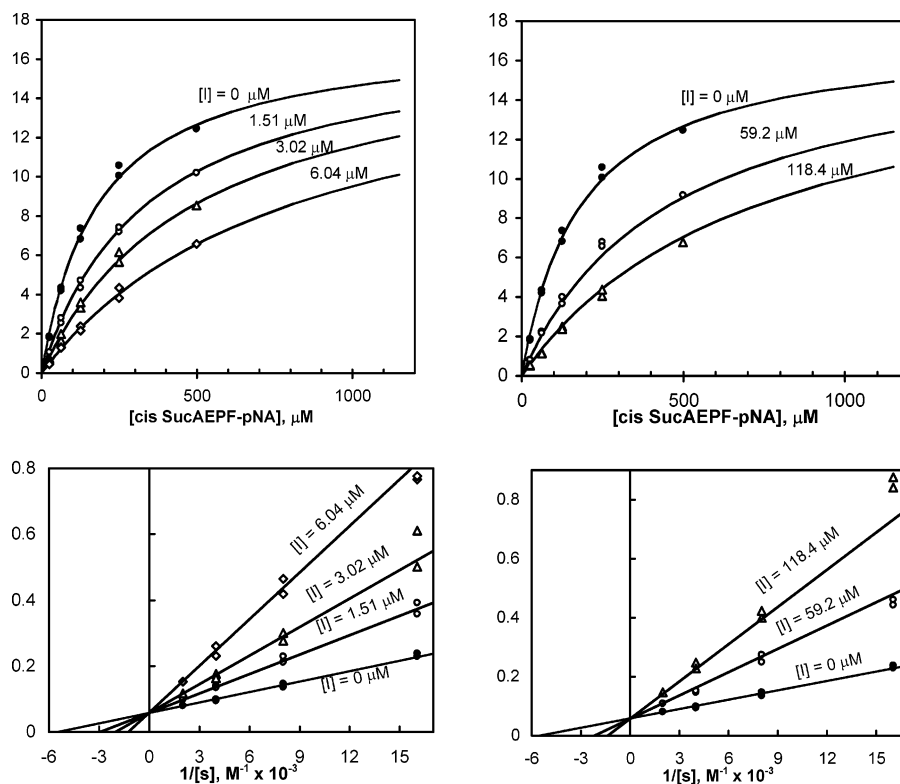 18
16
14
12
10
8
6
4
2
0
[I] = 0 μM
1.51 μM
3.02 μM
6.04 μM
0
500
1000
[cis SucAEPF-pNA], μM
18
16
14
12
10
8
6
4
2
0
[I] = 0 μM
59.2 μM
118.4 μM
0
500
1000
[cis SucAEPF-pNA], μM
0.8
0.6
0.4
0.2
0
[I] = 6.04 μM
[I] = 3.02 μM
[I] = 1.51 μM
[I] = 0 μM
-6 -3 0 3 6 9 12 15
1/[s], M⁻¹ x 10⁻³
0.8
0.6
0.4
0.2
0
[I] = 118.4 μM
[I] = 59.2 μM
[I] = 0 μM
-6 -3 0 3 6 9 12 15
1/[s], M⁻¹ x 10⁻³